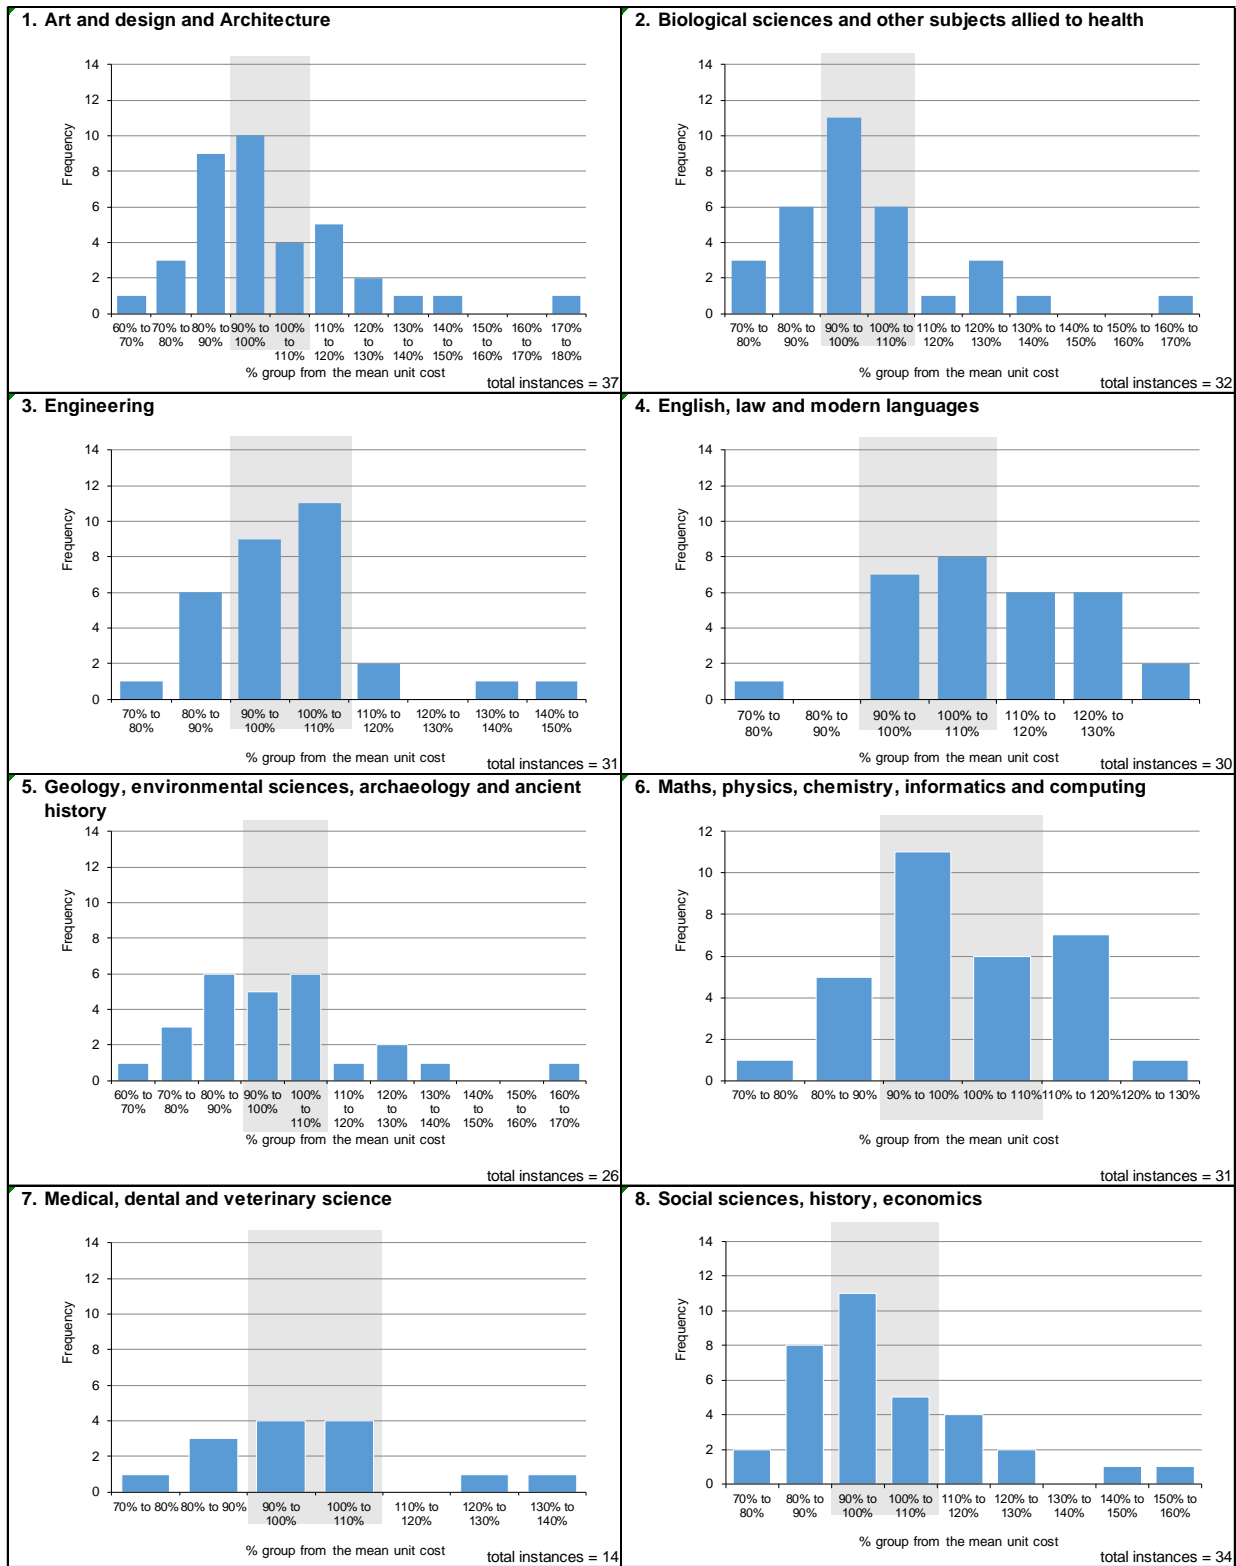 1. Art and design and Architecture
14
12
10
8
6
4
2
0
Frequency
60% to 70% to 80% to 90% to 100% 110% 120% 130% 140% 150% 160% 170%
70% 80% 90% 100% to to to to to to to to
110% 120% 130% 140% 150% 160% 170% 180%
% group from the mean unit cost
total instances = 37
2. Biological sciences and other subjects allied to health
14
12
10
8
6
4
2
0
Frequency
70% to 80% to 90% to 100% to 110% to 120% to 130% to 140% to 150% to 160% to
80% 90% 100% 110% 120% 130% 140% 150% 160% 170%
% group from the mean unit cost
total instances = 32
3. Engineering
14
12
10
8
6
4
2
0
Frequency
70% to 80% to 90% to 100% to 110% to 120% to 130% to 140% to
80% 90% 100% 110% 120% 130% 140% 150%
% group from the mean unit cost
total instances = 31
4. English, law and modern languages
14
12
10
8
6
4
2
0
Frequency
70% to 80% to 90% to 100% to 110% to 120% to
80% 90% 100% 110% 120% 130%
% group from the mean unit cost
total instances = 30
5. Geology, environmental sciences, archaeology and ancient
history
14
12
10
8
6
4
2
0
Frequency
60% to 70% to 80% to 90% to 100% 110% 120% 130% 140% 150% 160%
70% 80% 90% 100% to to to to to to to
110% 120% 130% 140% 150% 160% 170%
% group from the mean unit cost
total instances = 26
6. Maths, physics, chemistry, informatics and computing
12
10
8
6
4
2
0
Frequency
70% to 80% 80% to 90% 90% to 100% 100% to 110% 110% to 120% 120% to 130%
% group from the mean unit cost
total instances = 31
7. Medical, dental and veterinary science
14
12
10
8
6
4
2
0
Frequency
70% to 80% 80% to 90% 90% to 100% to 110% to 120% to 130% to
100% 110% 120% 130% 140%
% group from the mean unit cost
total instances = 14
8. Social sciences, history, economics
14
12
10
8
6
4
2
0
Frequency
70% to 80% to 90% to 100% to 110% to 120% to 130% to 140% to 150% to
80% 90% 100% 110% 120% 130% 140% 150% 160%
% group from the mean unit cost
total instances = 34